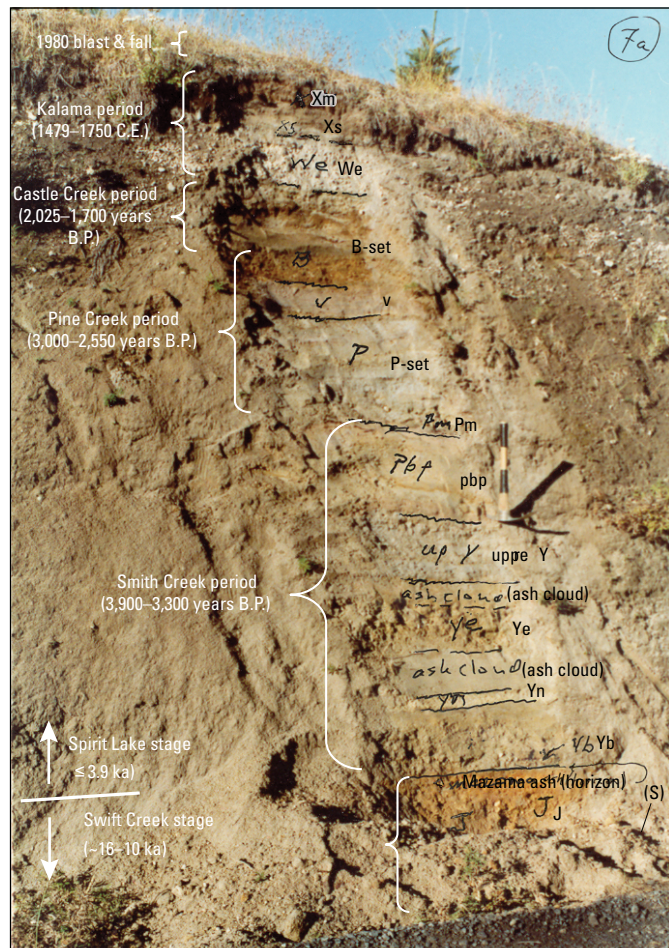 7a
1980 blast & fall
Kalama period
(1479–1750 C.E.)
Xm
Xs Xs
We We
Castle Creek period
(2,025–1,700 years
B.P.)
B-set
B
v v
Pine Creek period
(3,000–2,550 years B.P.)
P
P-set
Pm Pm
Pbp
pbp
up Y uppe Y
ash cloud (ash cloud)
Smith Creek period
(3,900–3,300 years B.P.)
Ye Ye
ash cloud (ash cloud)
Yn Yn
Yb Yb
Spirit Lake stage
≤ 3.9 ka)
Mazama ash (horizon)
(S)
Swift Creek stage
(~16–10 ka)
J J J